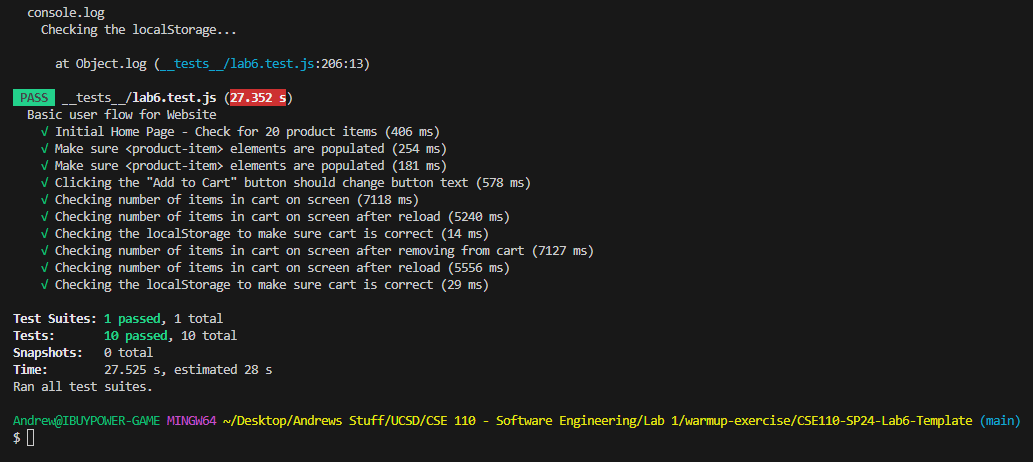 console.log
Checking the localStorage...
at Object.log (__tests__/lab6.test.js:206:13)
PASS __tests__/lab6.test.js (27.352 s)
Basic user flow for Website
√ Initial Home Page - Check for 20 product items (406 ms)
√ Make sure <product-item> elements are populated (254 ms)
√ Make sure <product-item> elements are populated (181 ms)
√ Clicking the "Add to Cart" button should change button text (578 ms)
√ Checking number of items in cart on screen (7118 ms)
√ Checking number of items in cart on screen after reload (5240 ms)
√ Checking the localStorage to make sure cart is correct (14 ms)
√ Checking number of items in cart on screen after removing from cart (7127 ms)
√ Checking number of items in cart on screen after reload (5556 ms)
√ Checking the localStorage to make sure cart is correct (29 ms)
Test Suites: 1 passed, 1 total
Tests: 10 passed, 10 total
Snapshots: 0 total
Time: 27.525 s, estimated 28 s
Ran all test suites.
Andrew@IBUYPOWER-GAME MINGW64 ~/Desktop/Andrews Stuff/UCSD/CSE 110 - Software Engineering/Lab 1/warmup-exercise/CSE110-SP24-Lab6-Template (main)
$